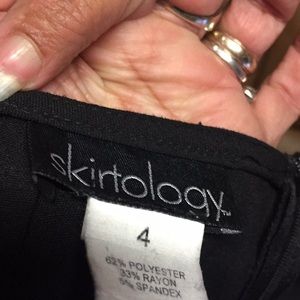 skirtology
4
62% POLYESTER
33% RAYON
5% SPANDEX